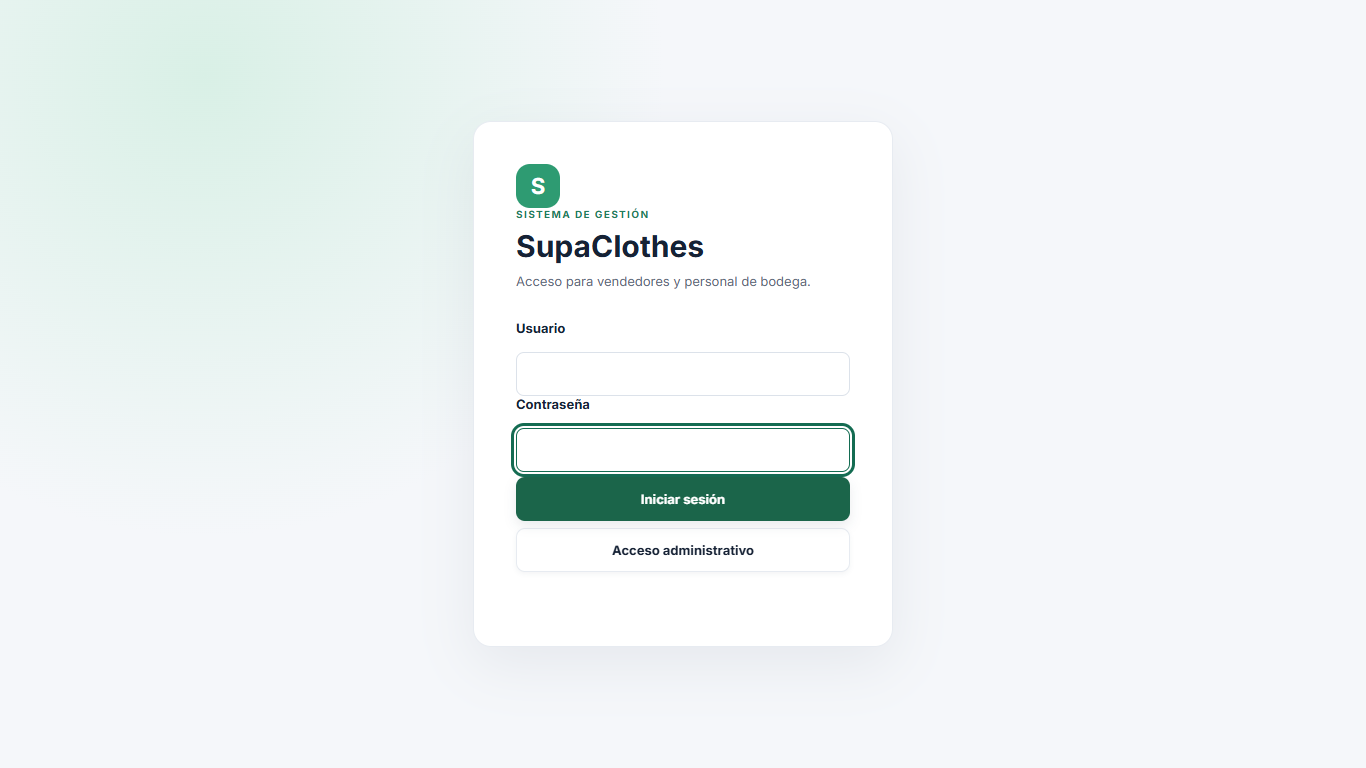 S
SISTEMA DE GESTIÓN
SupaClothes
Acceso para vendedores y personal de bodega.
Usuario
Contraseña
Iniciar sesión
Acceso administrativo